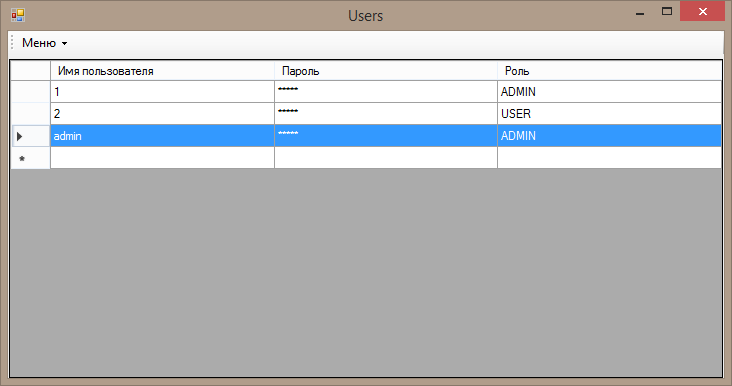 Users
Меню
Имя пользователя Пароль Роль
1 ***** ADMIN
2 ***** USER
admin ***** ADMIN
*